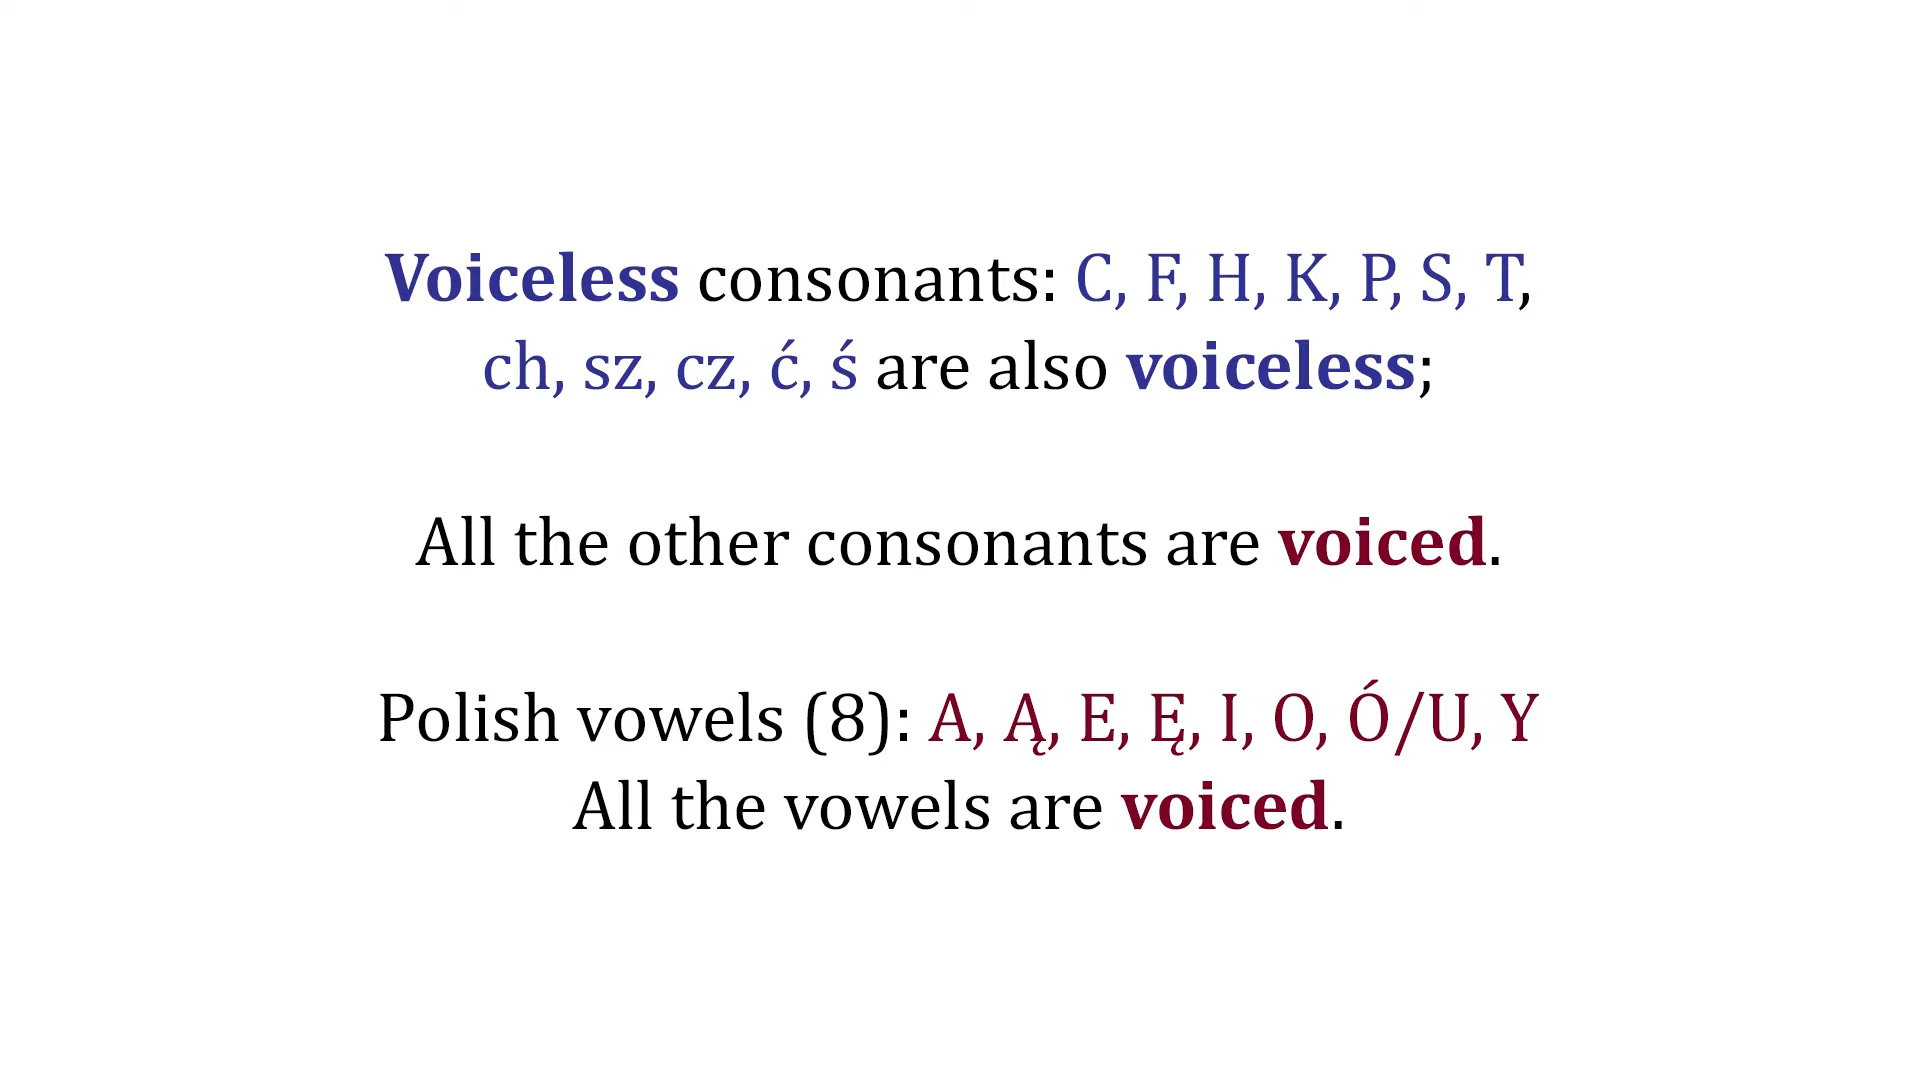 Voiceless consonants: C, F, H, K, P, S, T,
ch, sz, cz, ć, ś are also voiceless;
All the other consonants are voiced.
Polish vowels (8): A, Ą, E, Ę, I, O, Ó/U, Y
All the vowels are voiced.